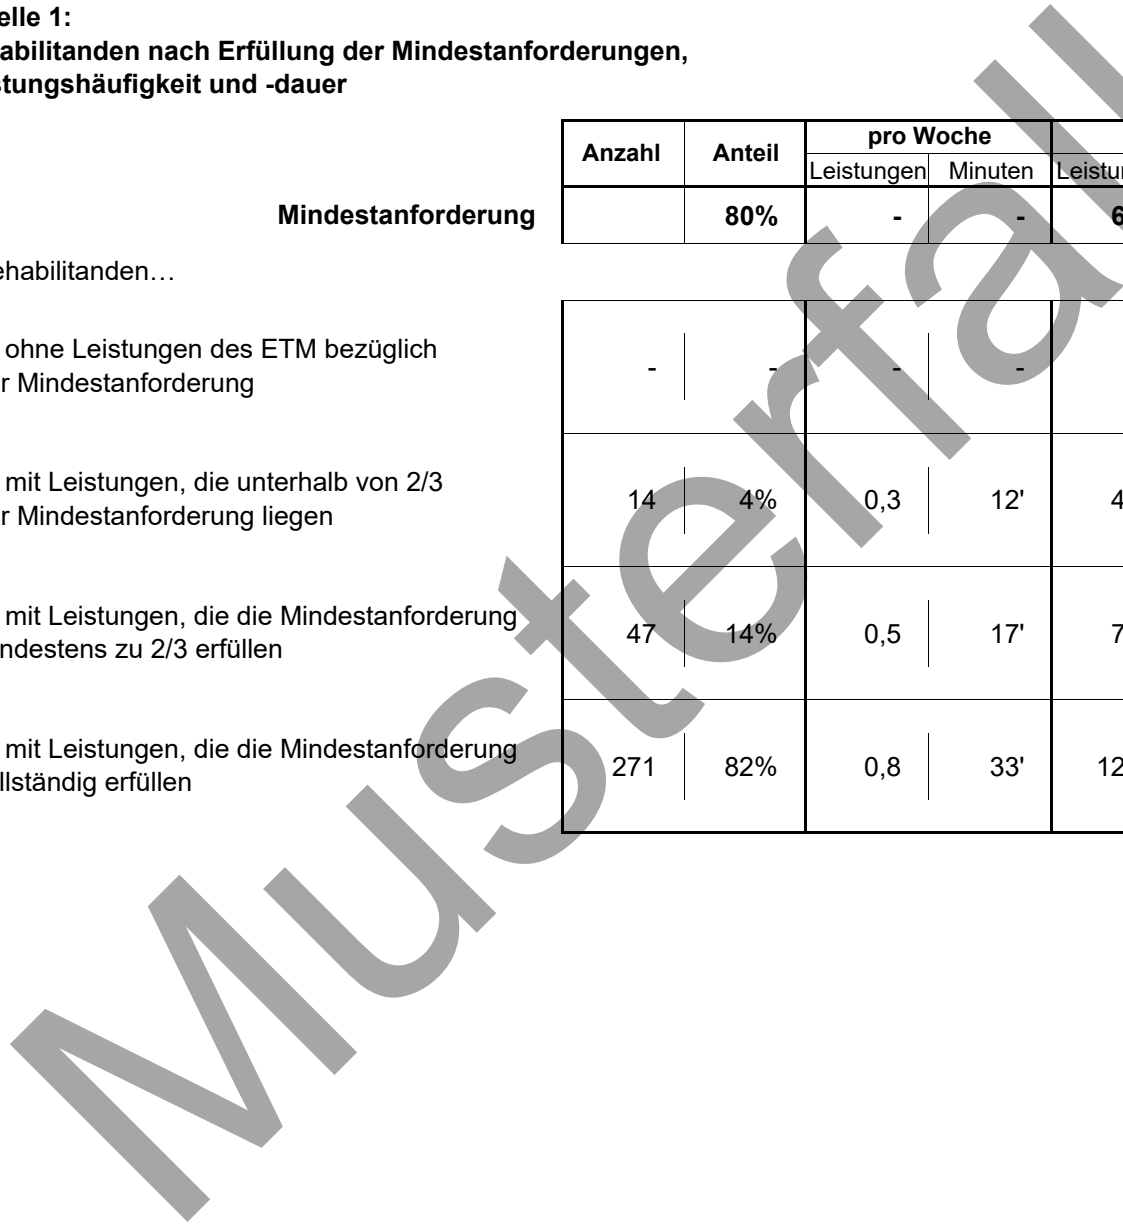 elle 1:
abilitanden nach Erfüllung der Mindestanforderungen,
stungshäufigkeit und -dauer
Anzahl Anteil pro Woche
Leistungen Minuten Leistu
Mindestanforderung 80% - - 6
ehabilitanden…
ohne Leistungen des ETM bezüglich
r Mindestanforderung
- - - -
mit Leistungen, die unterhalb von 2/3
r Mindestanforderung liegen
14 4% 0,3 12' 4
mit Leistungen, die die Mindestanforderung
ndestens zu 2/3 erfüllen
47 14% 0,5 17' 7
mit Leistungen, die die Mindestanforderung
llständig erfüllen
271 82% 0,8 33' 12
Musterfall